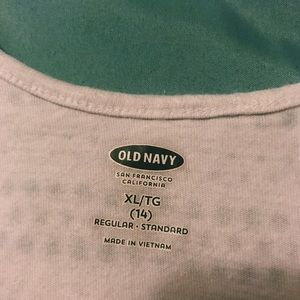 OLD NAVY
SAN FRANCISCO
CALIFORNIA
XL/TG
(14)
REGULAR · STANDARD
MADE IN VIETNAM